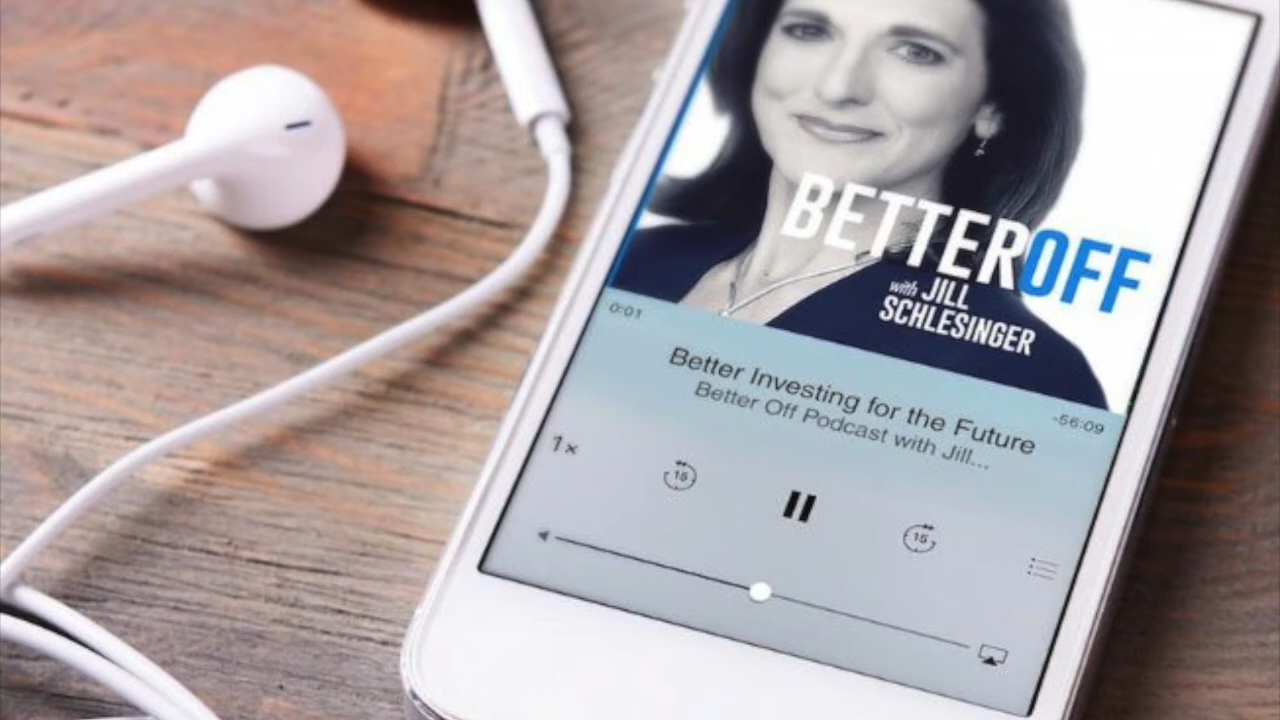 BETTEROFF
with JILL
SCHLESINGER
0:01
-56:09
Better Investing for the Future
Better Off Podcast with Jill...
1×
15
15